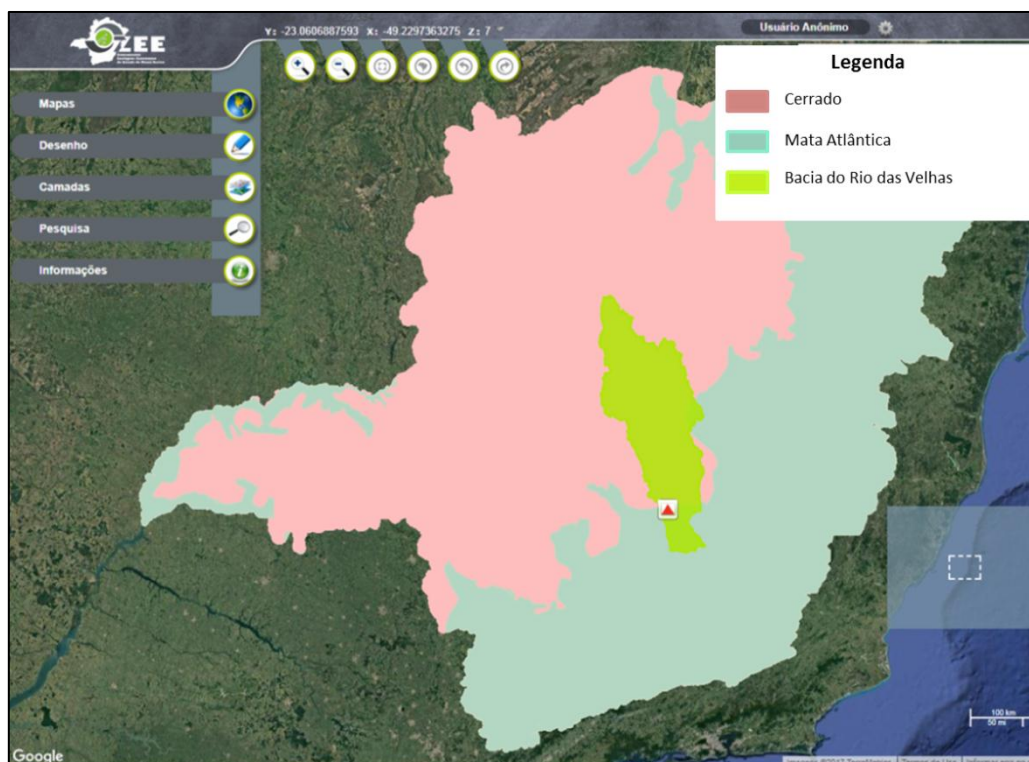 ZEE
Y: -23.0606887593 X: -49.2297363275 Z: 7
Usuário Anônimo
Mapas
Desenho
Camadas
Pesquisa
Informações
Legenda
Cerrado
Mata Atlântica
Bacia do Rio das Velhas
100 km
50 mi
Google